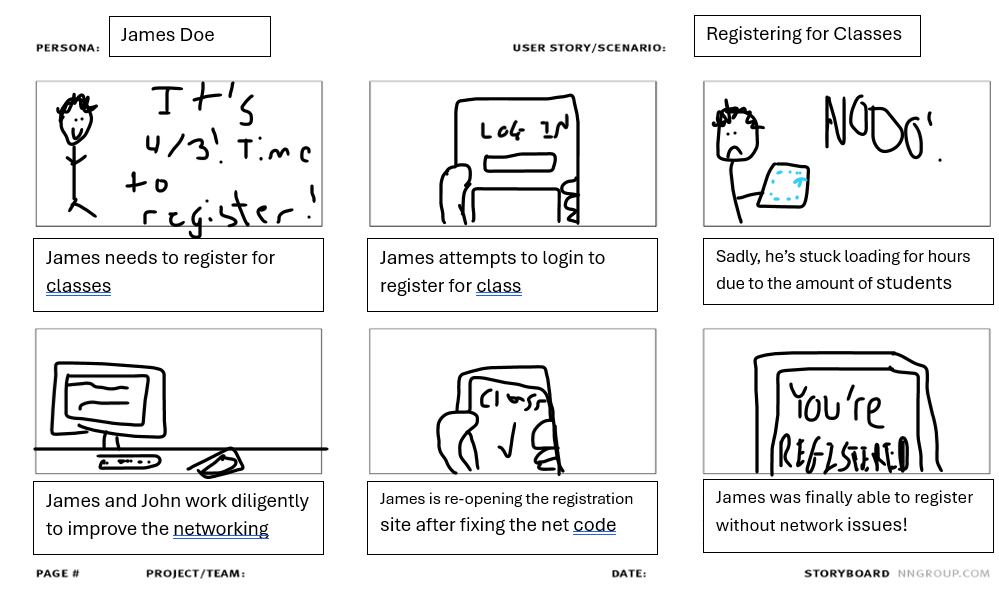 PERSONA: James Doe
USER STORY/SCENARIO: Registering for Classes
It's
4/3! Time
to
register!
LOG IN
NOOO!
James needs to register for
classes
James attempts to login to
register for class
Sadly, he's stuck loading for hours
due to the amount of students
Class
You're
REGISTERED
James and John work diligently
to improve the networking
James is re-opening the registration
site after fixing the net code
James was finally able to register
without network issues!
PAGE # PROJECT/TEAM: DATE: STORYBOARD NNGROUP.COM